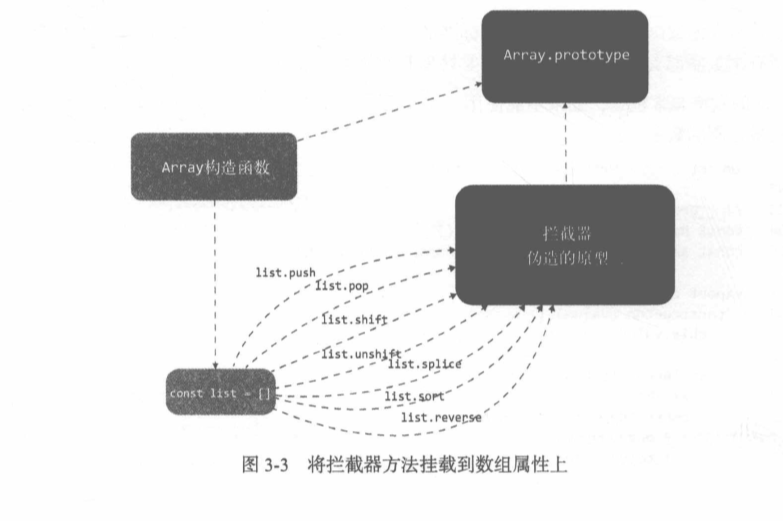 Array.prototype
Array构造函数
拦截器
伪造的原型
list.push
list.pop
list.shift
list.unshift
list.splice
list.sort
list.reverse
const list = []
图 3-3 将拦截器方法挂载到数组属性上